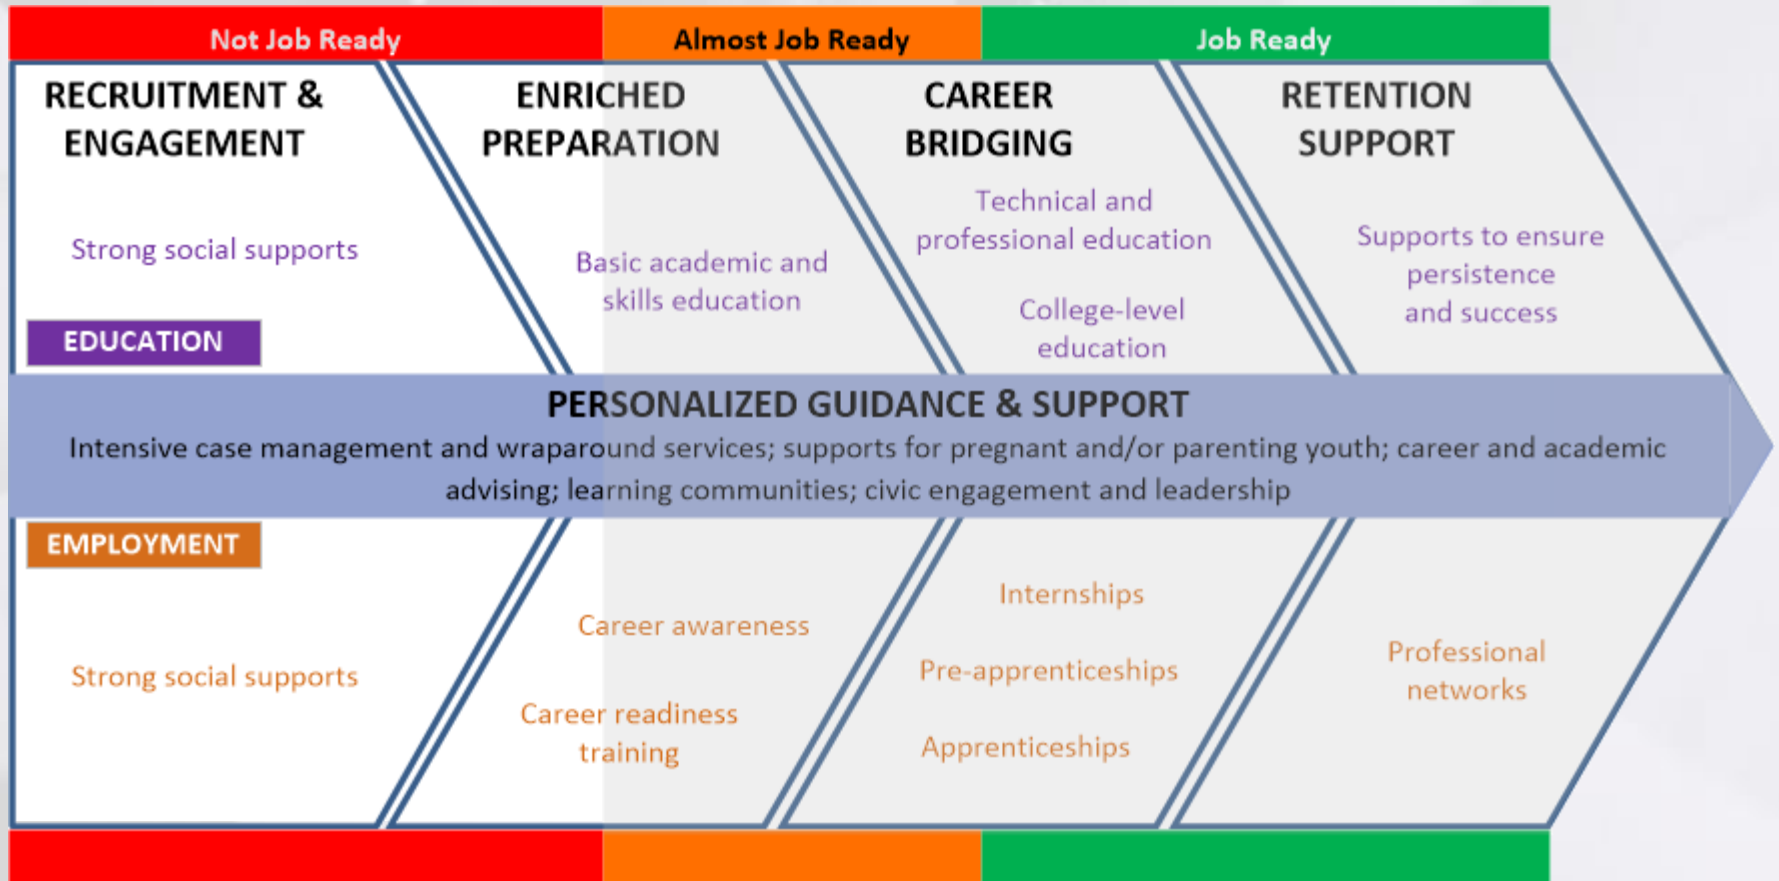 Not Job Ready
Almost Job Ready
Job Ready
RECRUITMENT &
ENGAGEMENT
ENRICHED
PREPARATION
CAREER
BRIDGING
RETENTION
SUPPORT
Strong social supports
Basic academic and
skills education
Technical and
professional education
College-level
education
Supports to ensure
persistence
and success
EDUCATION
PERSONALIZED GUIDANCE & SUPPORT
Intensive case management and wraparound services; supports for pregnant and/or parenting youth; career and academic
advising; learning communities; civic engagement and leadership
EMPLOYMENT
Strong social supports
Career awareness
Career readiness
training
Internships
Pre-apprenticeships
Apprenticeships
Professional
networks